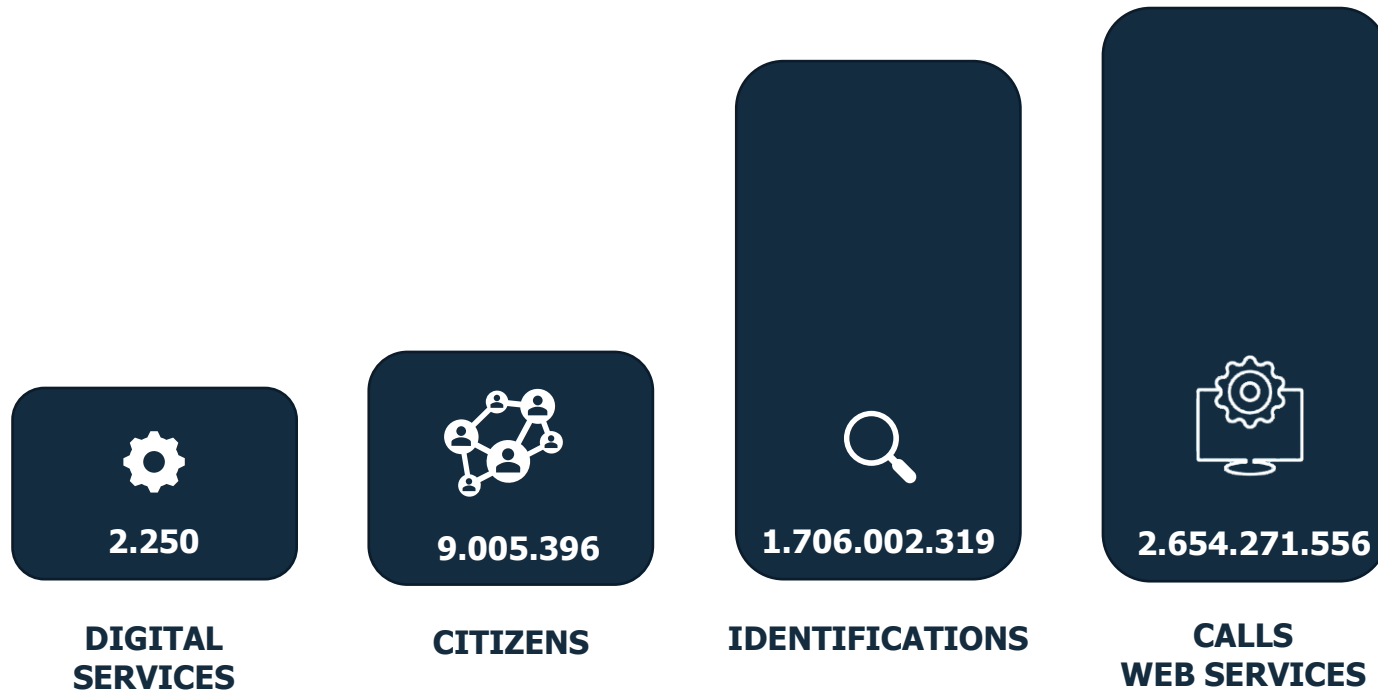 2.250
DIGITAL
SERVICES
9.005.396
CITIZENS
1.706.002.319
IDENTIFICATIONS
2.654.271.556
CALLS
WEB SERVICES